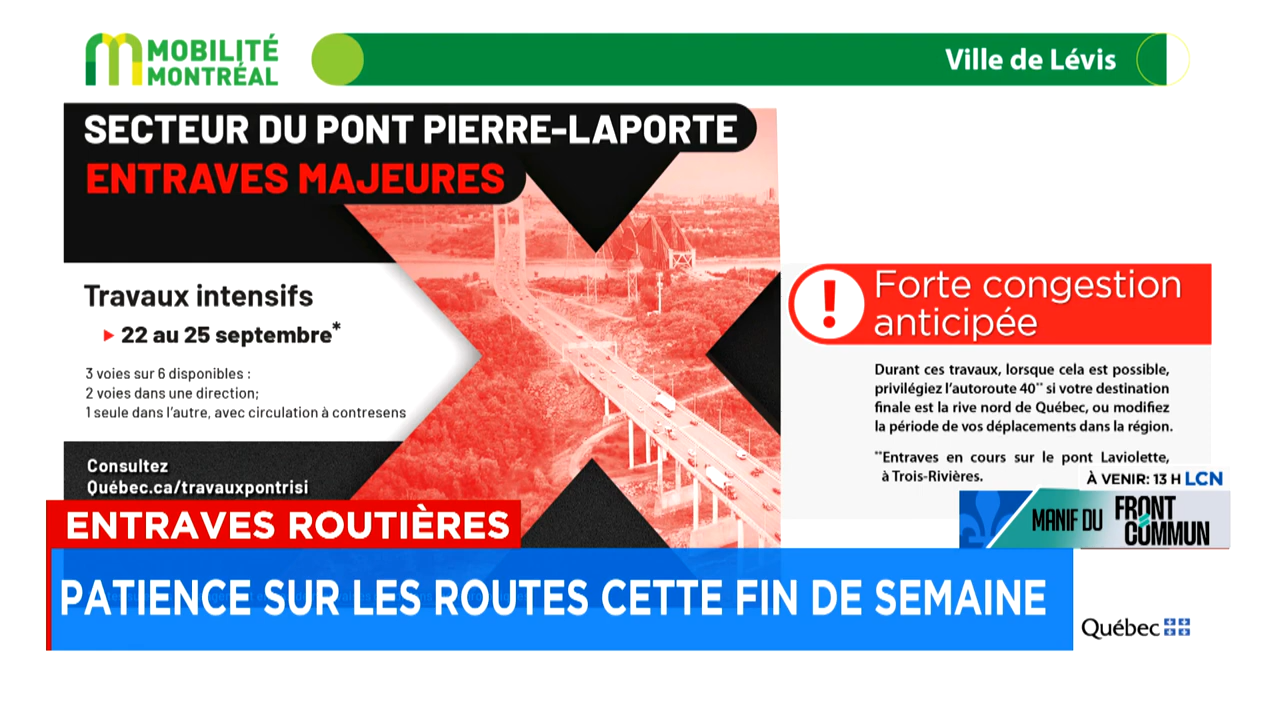 MOBILITÉ
MONTRÉAL
Ville de Lévis
SECTEUR DU PONT PIERRE-LAPORTE
ENTRAVES MAJEURES
Travaux intensifs
22 au 25 septembre*
3 voies sur 6 disponibles :
2 voies dans une direction;
1 seule dans l'autre, avec circulation à contresens
Consultez
Québec.ca/travauxpontrisi
! Forte congestion
anticipée
Durant ces travaux, lorsque cela est possible,
privilégiez l'autoroute 40** si votre destination
finale est la rive nord de Québec, ou modifiez
la période de vos déplacements dans la région.
**Entraves en cours sur le pont Laviolette,
à Trois-Rivières.
À VENIR: 13 H LCN
MANIF DU FRONT
COMMUN
ENTRAVES ROUTIÈRES
PATIENCE SUR LES ROUTES CETTE FIN DE SEMAINE
Québec